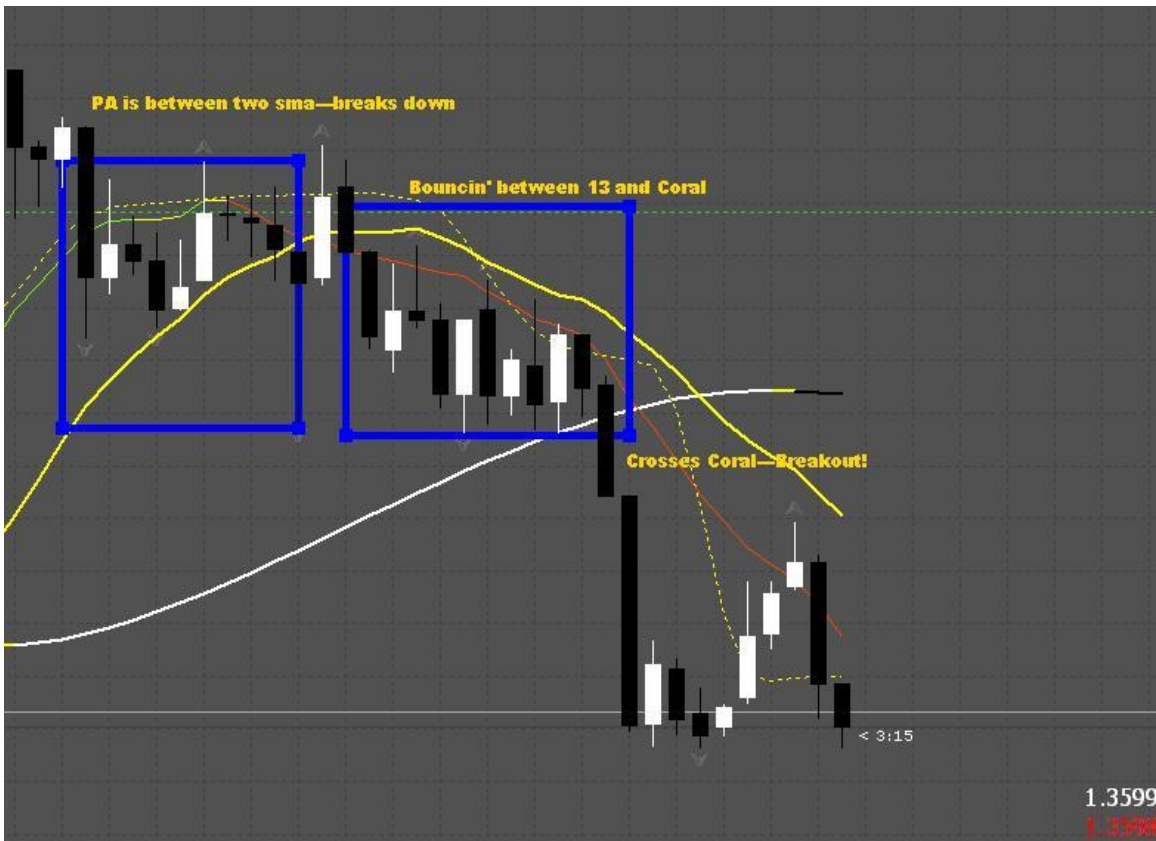 PA is between two sma—breaks down
Bouncin' between 13 and Coral
Crosses Coral—Breakout!
< 3:15
1.3599